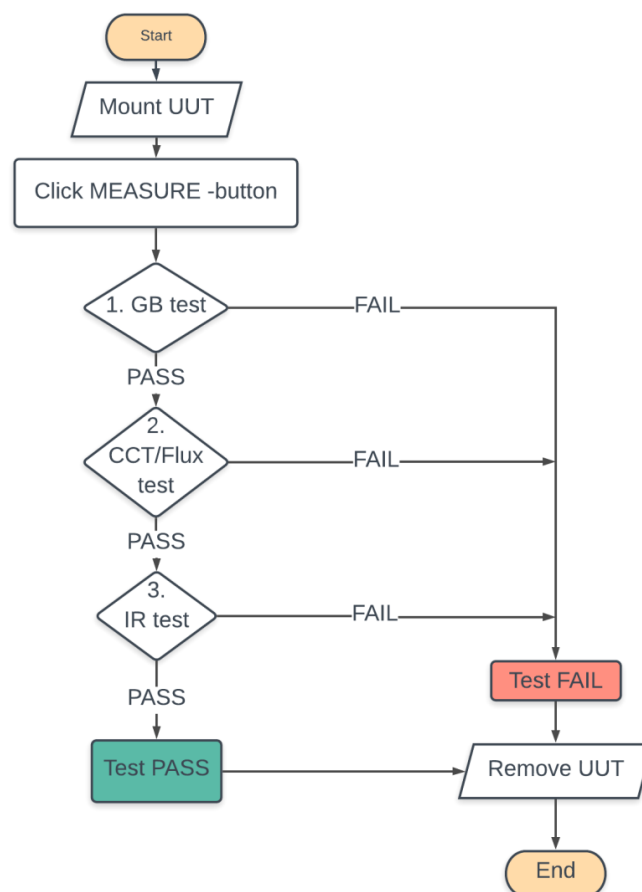 Start
Mount UUT
Click MEASURE -button
1. GB test
FAIL
PASS
2.
CCT/Flux
test
FAIL
PASS
3.
IR test
FAIL
PASS
Test FAIL
Test PASS
Remove UUT
End